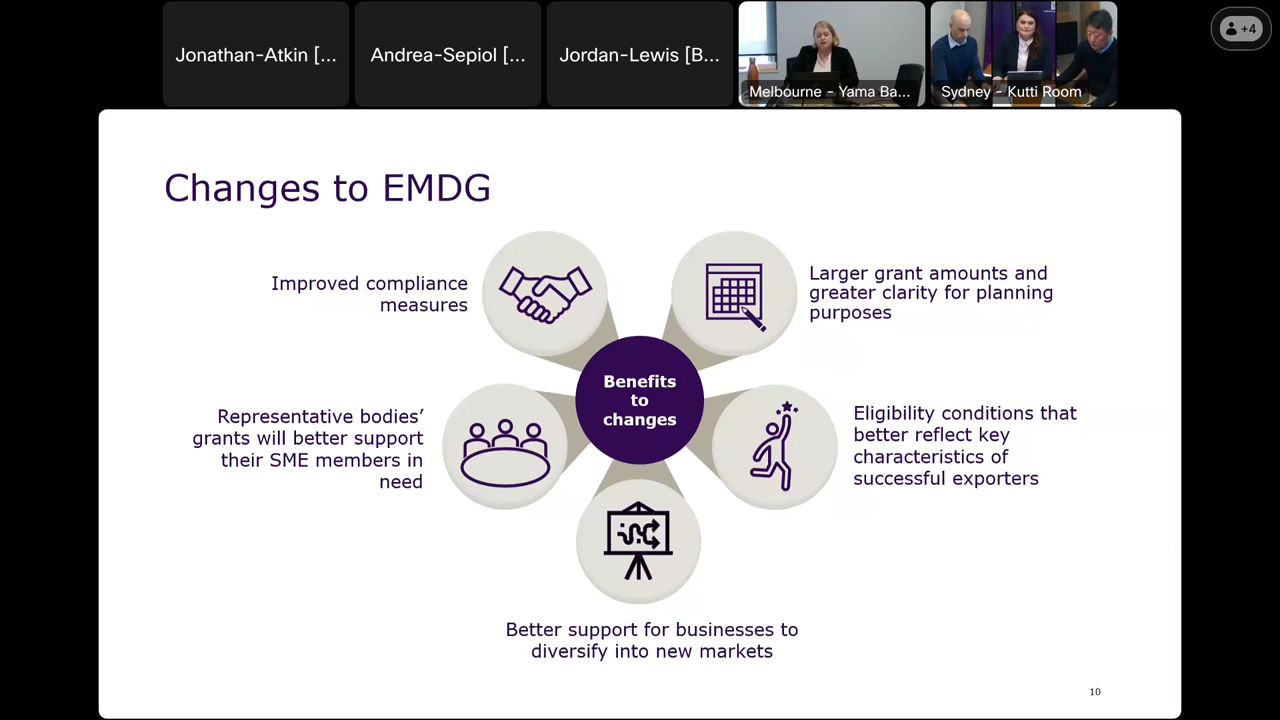 Jonathan-Atkin [...
Andrea-Sepiol [...
Jordan-Lewis [B...
Melbourne - Yama Ba...
Sydney - Kutti Room
+4
Changes to EMDG
Improved compliance
measures
Larger grant amounts and
greater clarity for planning
purposes
Benefits
to
changes
Representative bodies’
grants will better support
their SME members in
need
Eligibility conditions that
better reflect key
characteristics of
successful exporters
Better support for businesses to
diversify into new markets
10